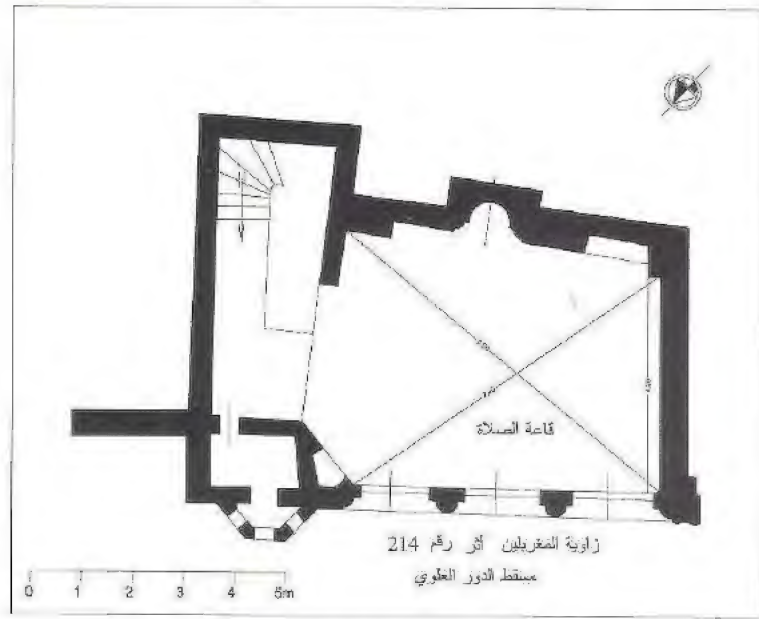 قاعة الصلاة
زاوية المغربلين أثر رقم 214
مسقط الدور العلوي
0 1 2 3 4 5m